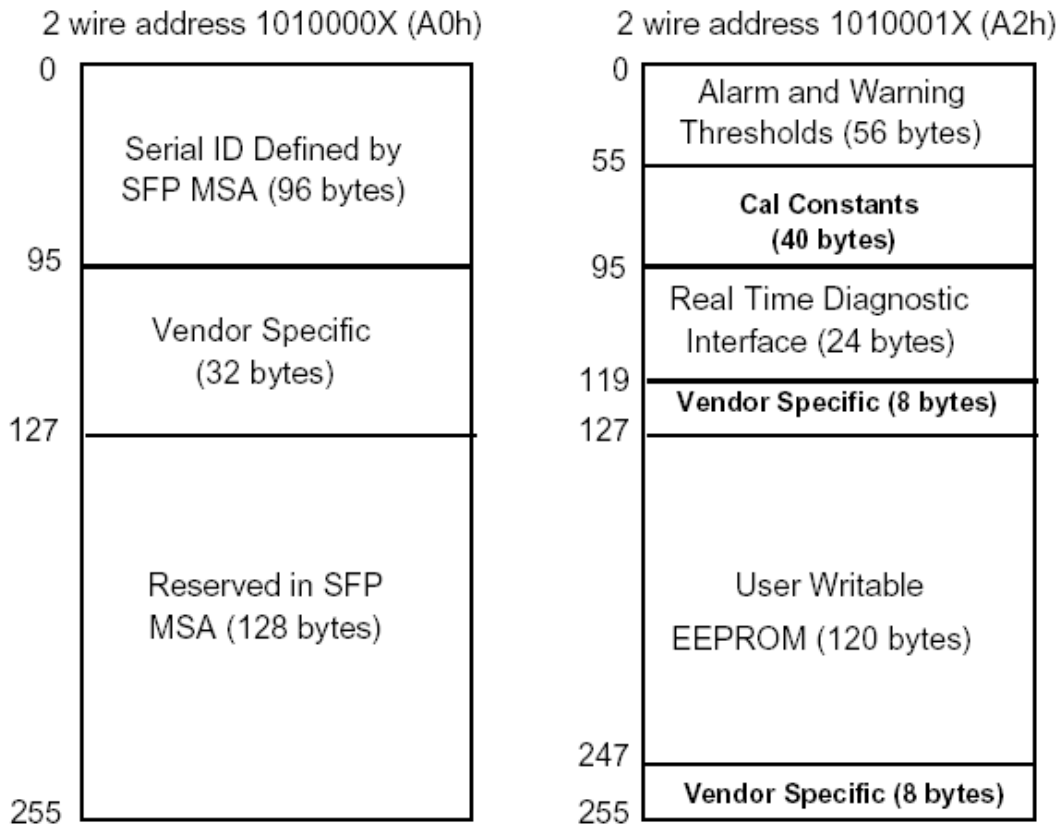 2 wire address 1010000X (A0h)
0
Serial ID Defined by
SFP MSA (96 bytes)
95
Vendor Specific
(32 bytes)
127
Reserved in SFP
MSA (128 bytes)
255
2 wire address 1010001X (A2h)
0
Alarm and Warning
Thresholds (56 bytes)
55
Cal Constants
(40 bytes)
95
Real Time Diagnostic
Interface (24 bytes)
119
Vendor Specific (8 bytes)
127
User Writable
EEPROM (120 bytes)
247
Vendor Specific (8 bytes)
255